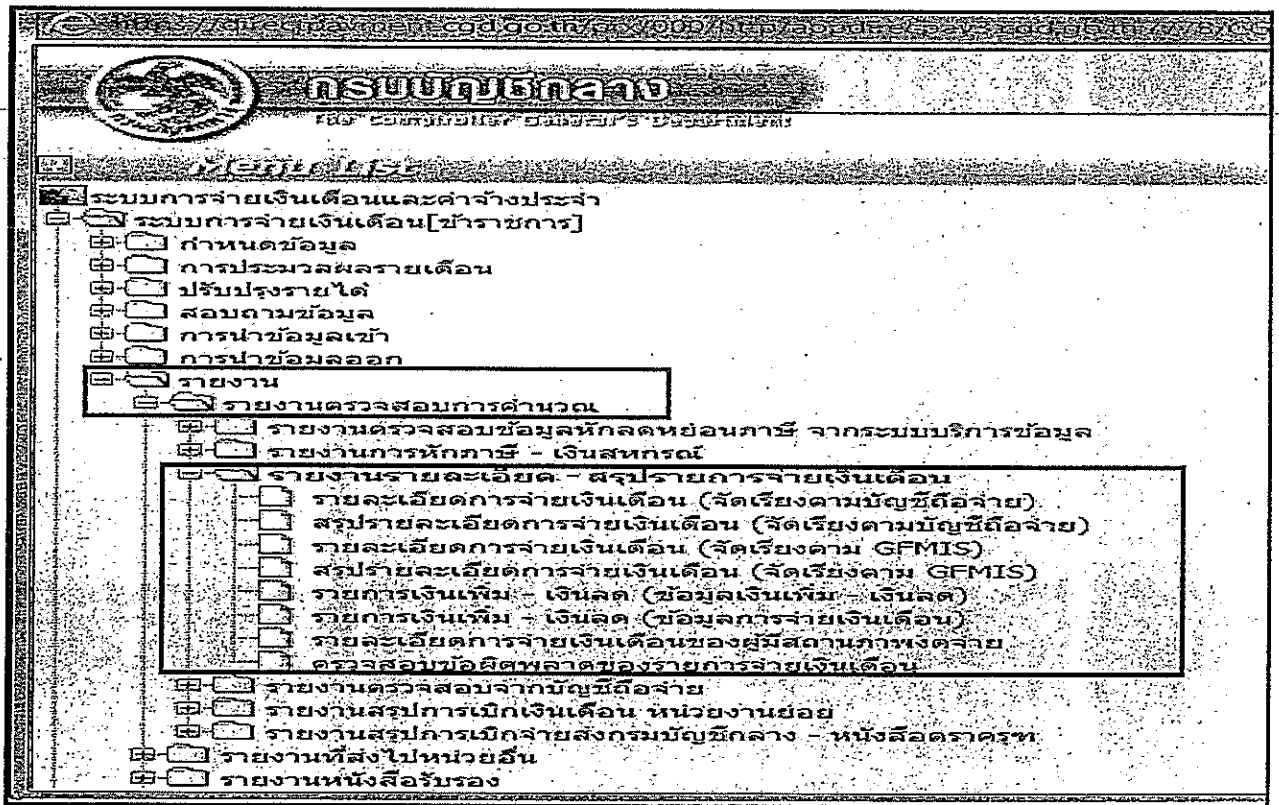 กรมบัญชีกลาง
Menu List
ระบบการจ่ายเงินเดือนและค่าจ้างประจำ
ระบบการจ่ายเงินเดือน[ข้าราชการ]
กำหนดข้อมูล
การประมวลผลรายเดือน
ปรับปรุงรายได้
สอบถามข้อมูล
การนำข้อมูลเข้า
การนำข้อมูลออก
รายงาน
รายงานตรวจสอบการคำนวณ
รายงานตรวจสอบข้อมูลหักลดหย่อนภาษี จากระบบบริการข้อมูล
รายงานการหักภาษี - เงินสหกรณ์
รายงานรายละเอียด - สรุปรายการจ่ายเงินเดือน
รายละเอียดการจ่ายเงินเดือน (จัดเรียงตามบัญชีถือจ่าย)
สรุปรายละเอียดการจ่ายเงินเดือน (จัดเรียงตามบัญชีถือจ่าย)
รายละเอียดการจ่ายเงินเดือน (จัดเรียงตาม GFMIS)
สรุปรายละเอียดการจ่ายเงินเดือน (จัดเรียงตาม GFMIS)
รายการเงินเพิ่ม - เงินลด (ข้อมูลเงินเพิ่ม - เงินลด)
รายการเงินเพิ่ม - เงินลด (ข้อมูลการจ่ายเงินเดือน)
รายละเอียดการจ่ายเงินเดือนของผู้มีสถานภาพงดจ่าย
ตรวจสอบข้อผิดพลาดของรายการจ่ายเงินเดือน
รายงานตรวจสอบจากบัญชีถือจ่าย
รายงานสรุปการเบิกเงินเดือน หน่วยงานย่อย
รายงานสรุปการเบิกจ่ายส่งกรมบัญชีกลาง - หนังสือตราครุฑ
รายงานที่ส่งไปหน่วยอื่น
รายงานหนังสือรับรอง